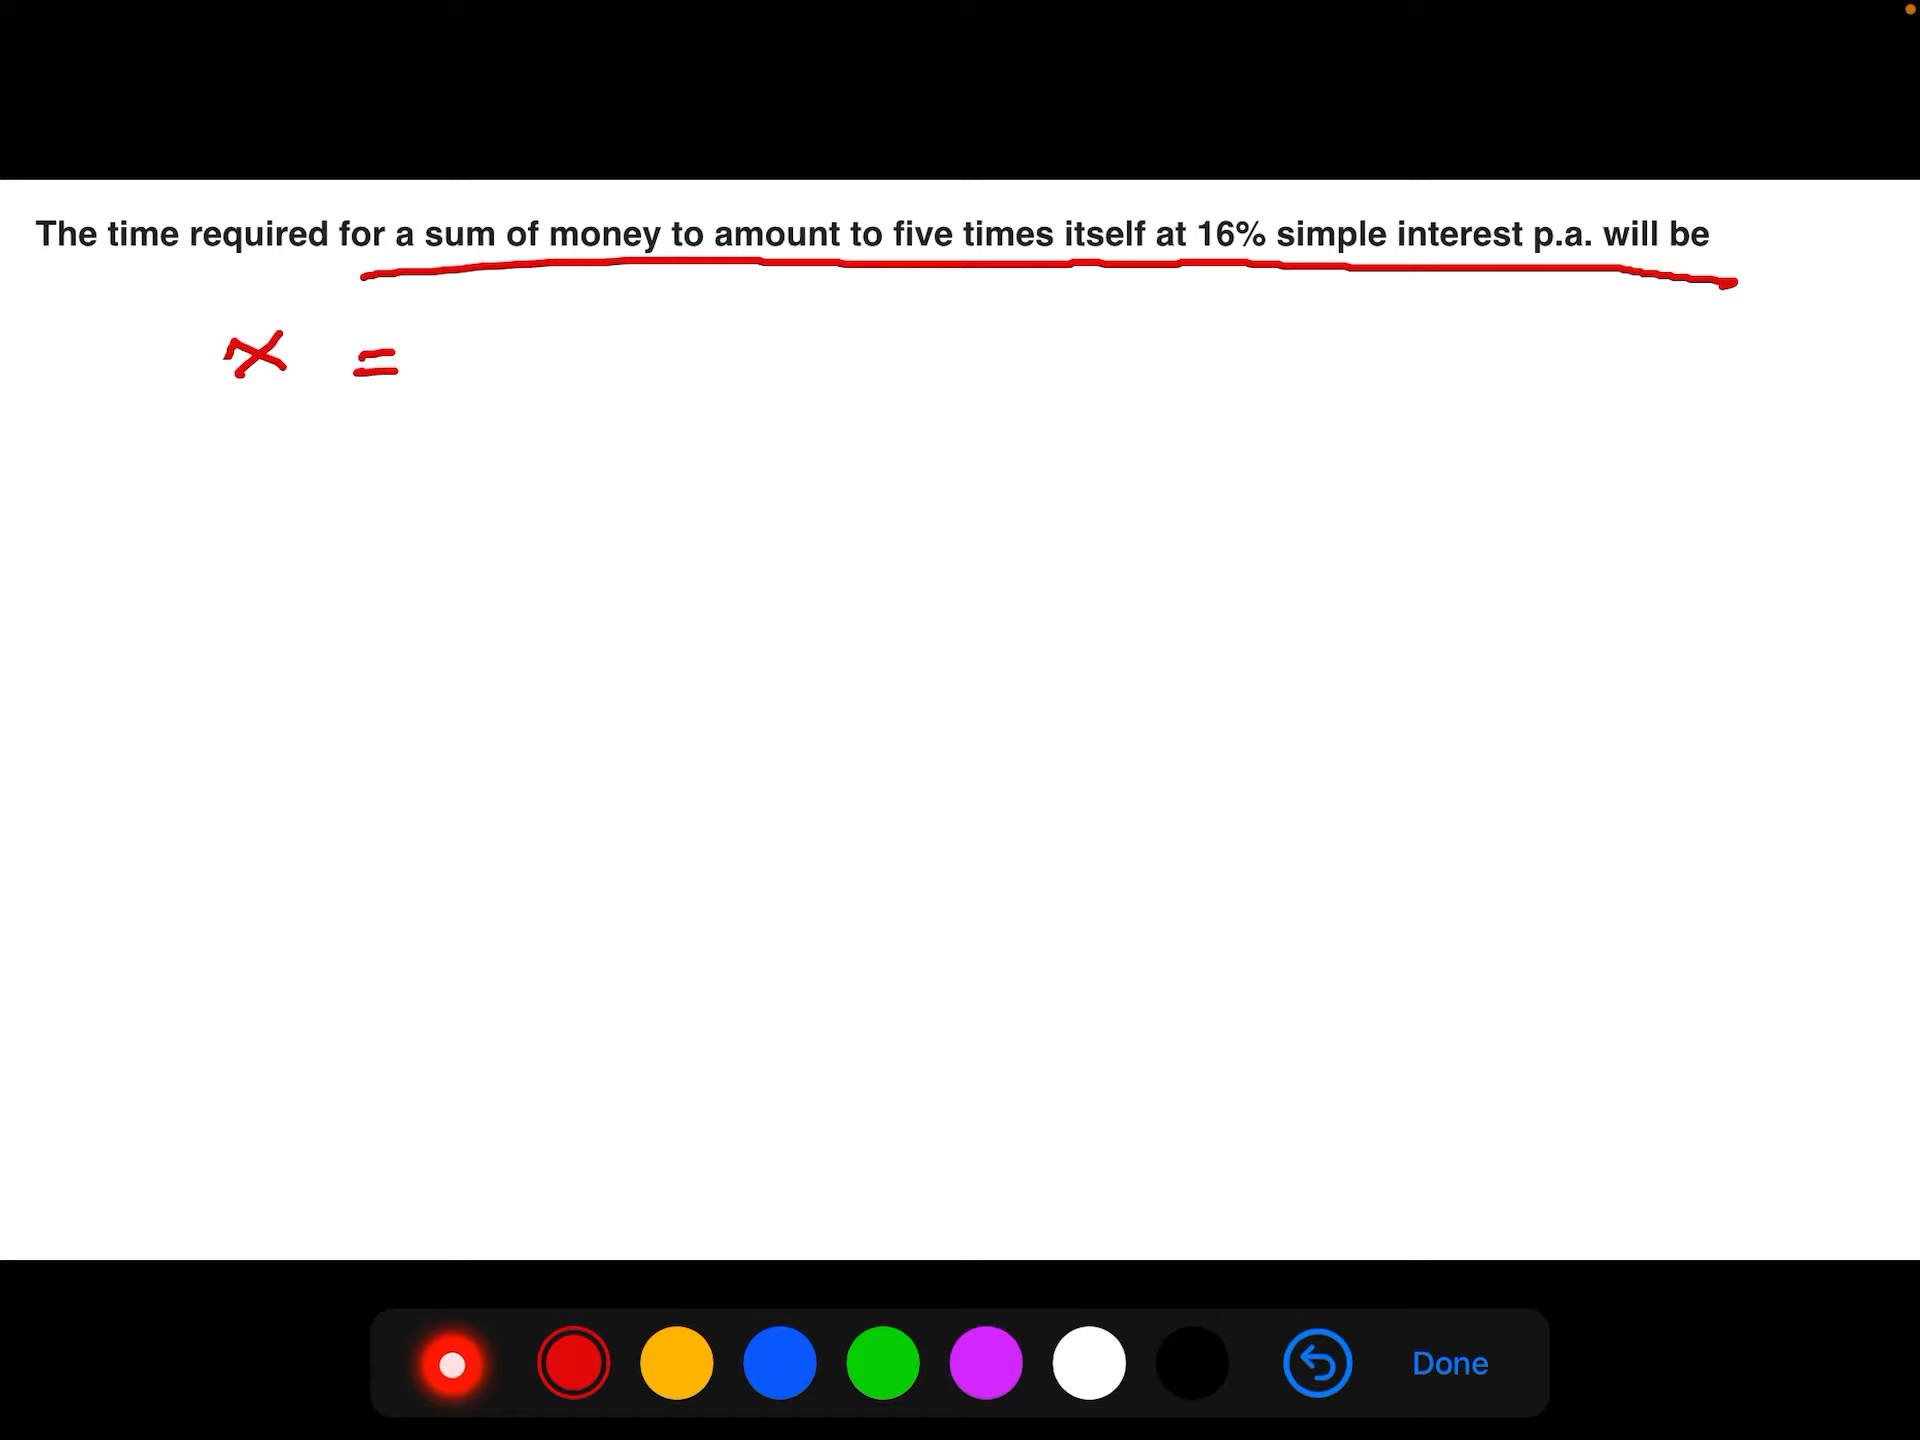 The time required for a sum of money to amount to five times itself at 16% simple interest p.a. will be
x =
Done